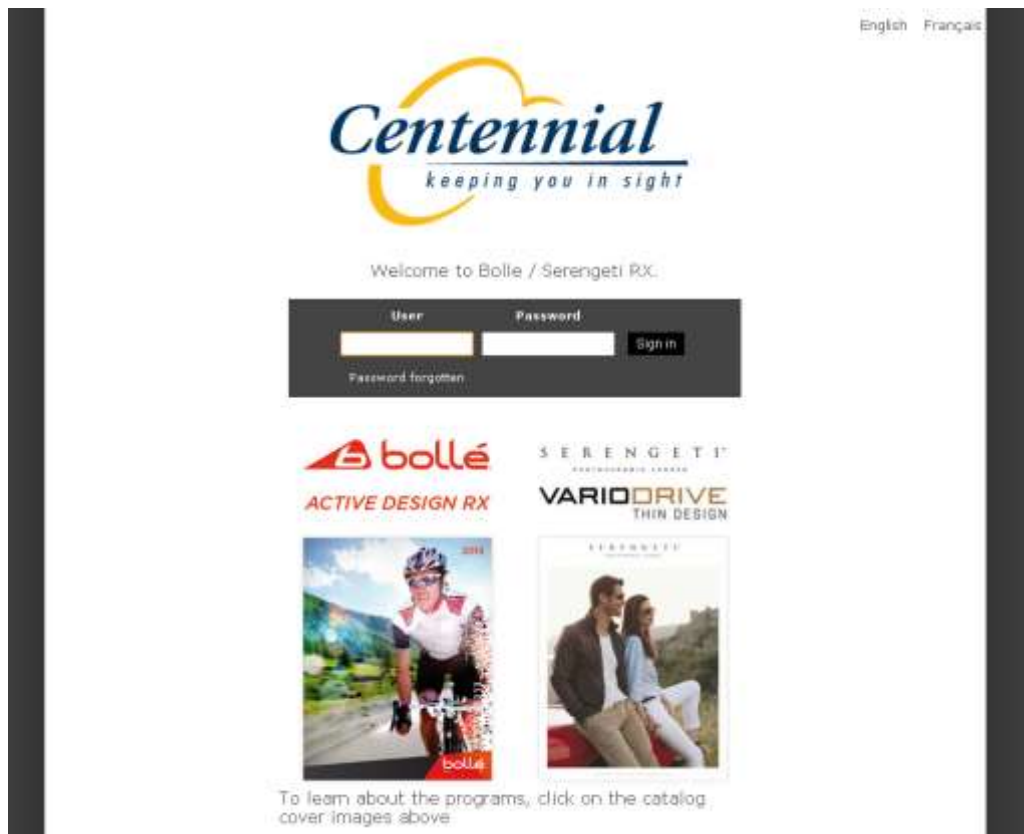 English Français
Centennial
keeping you in sight
Welcome to Bolle / Serengeti RX.
User Password
Sign in
Password forgotten
bollé
ACTIVE DESIGN RX
SERENGETI
VARIODRIVE
THIN DESIGN
bollé
SERENGETI
To learn about the programs, click on the catalog
cover images above